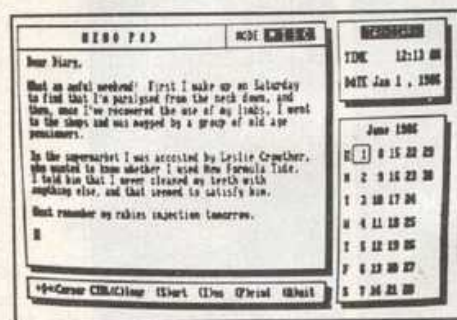 MEMO PAD
MODE
Dear Diary,
What an awful weekend! First I wake up on Saturday
to find that I'm paralysed from the neck down, and
then, once I've recovered the use of my limbs, I went
to the shops and was mugged by a group of old age
pensioners.
In the supermarket I was accosted by Leslie Crowther,
who wanted to know whether I used New Formula Tide.
I told him that I never cleaned my teeth with
anything else, and that seemed to satisfy him.
Must remember my rabies injection tomorrow.
Cursor CTRL(C)lear (S)ort (I)ns (P)rint (Q)uit
TIME 12:13 AM
DATE Jan 1 , 1986
June 1986
S 1 8 15 22 29
M 2 9 16 23 30
T 3 10 17 24
W 4 11 18 25
T 5 12 19 26
F 6 13 20 27
S 7 14 21 28